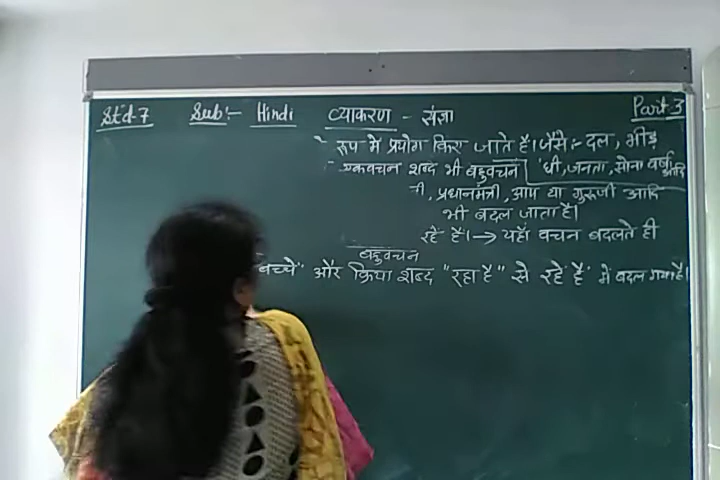 Std-7 Sub:- Hindi व्याकरण - संज्ञा Part-3
रूप में प्रयोग किए जाते हैं। जैसे:- दल, भीड़
एकवचन शब्द भी बहुवचन धी, जनता, सोना वर्षा आदि
प्रधानमंत्री, आप या गुरूजी आदि
भी बदल जाता है।
रहे हैं। → यहाँ वचन बदलते ही
बहुवचन
बच्चे" और क्रिया शब्द "रहा है" से रहे हैं" में बदल गया है।